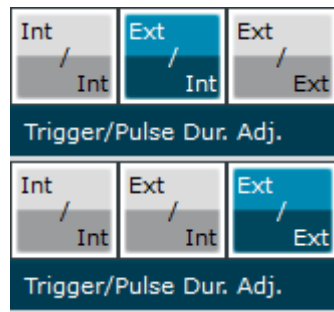 Int Ext Ext
/ / /
Int Int Ext
Trigger/Pulse Dur. Adj.
Int Ext Ext
/ / /
Int Int Ext
Trigger/Pulse Dur. Adj.